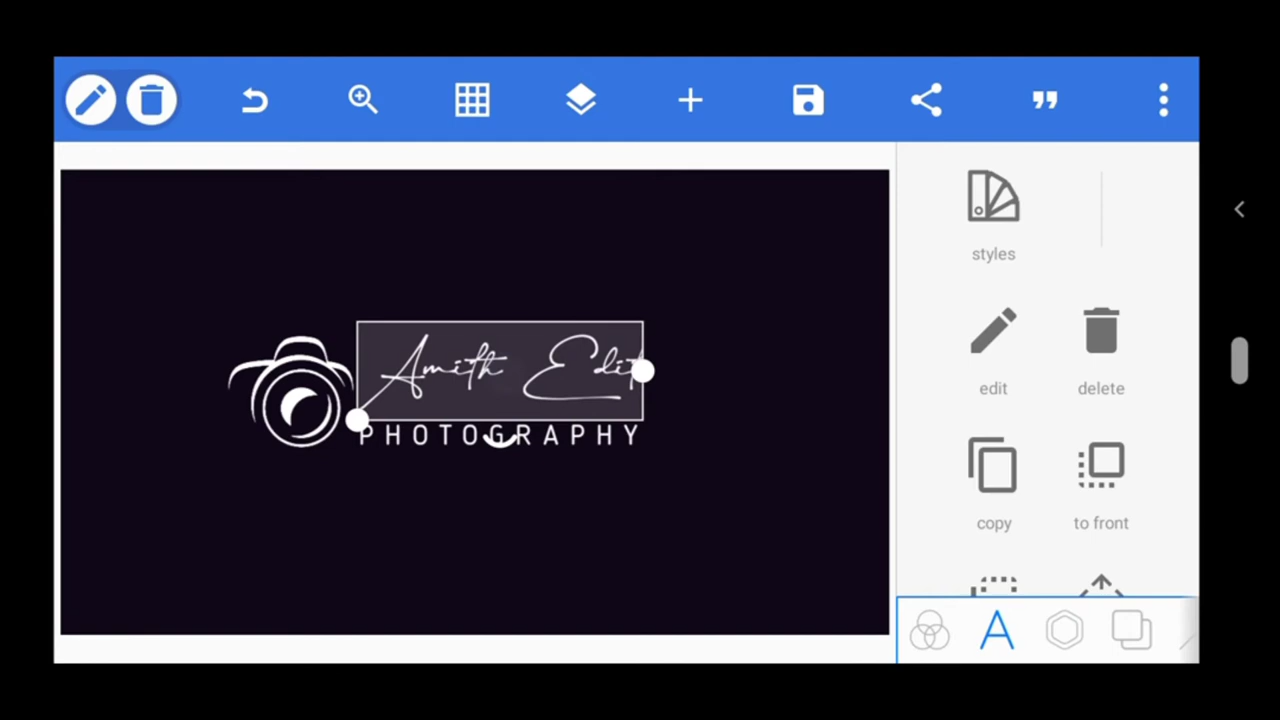 styles
Amith Edit
PHOTOGRAPHY
edit
delete
copy
to front